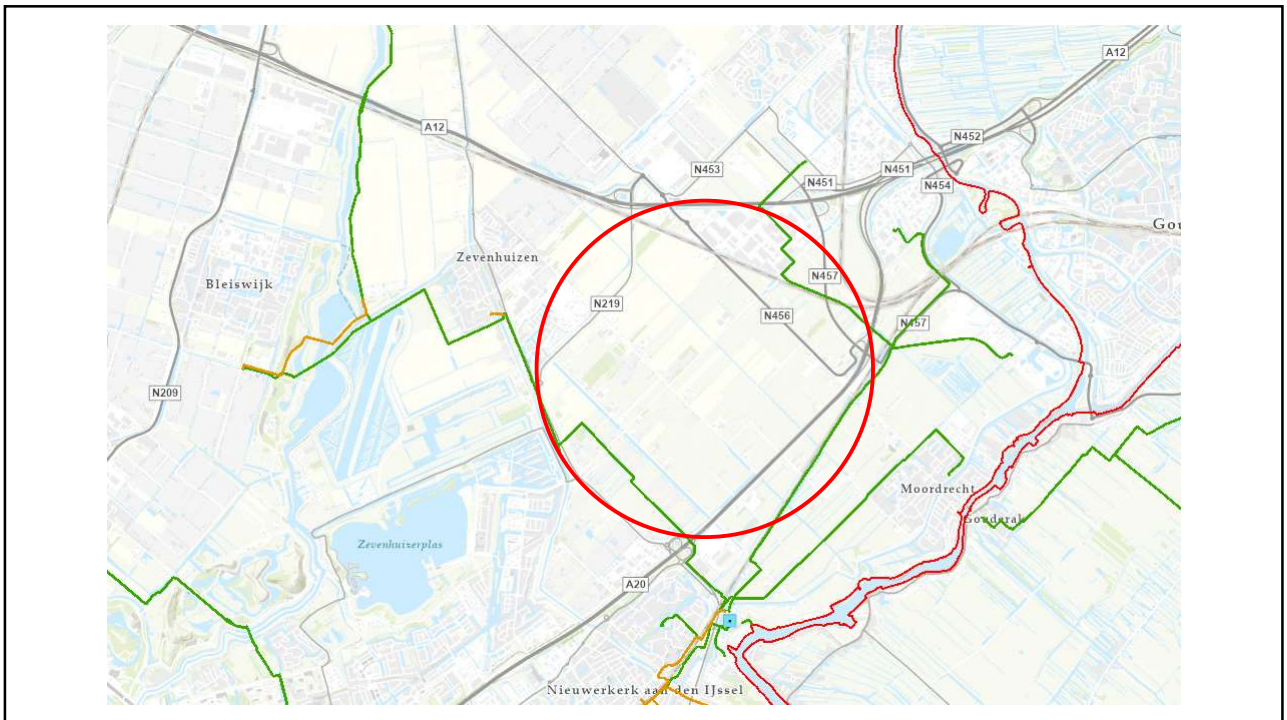 A12
A12
N452
N453
N451
N451
N454
Gou
Zevenhuizen
Bleiswijk
N457
N219
N456
N457
N209
Moordrecht
Gouderak
Zevenhuizerplas
A20
Nieuwerkerk aan den IJssel